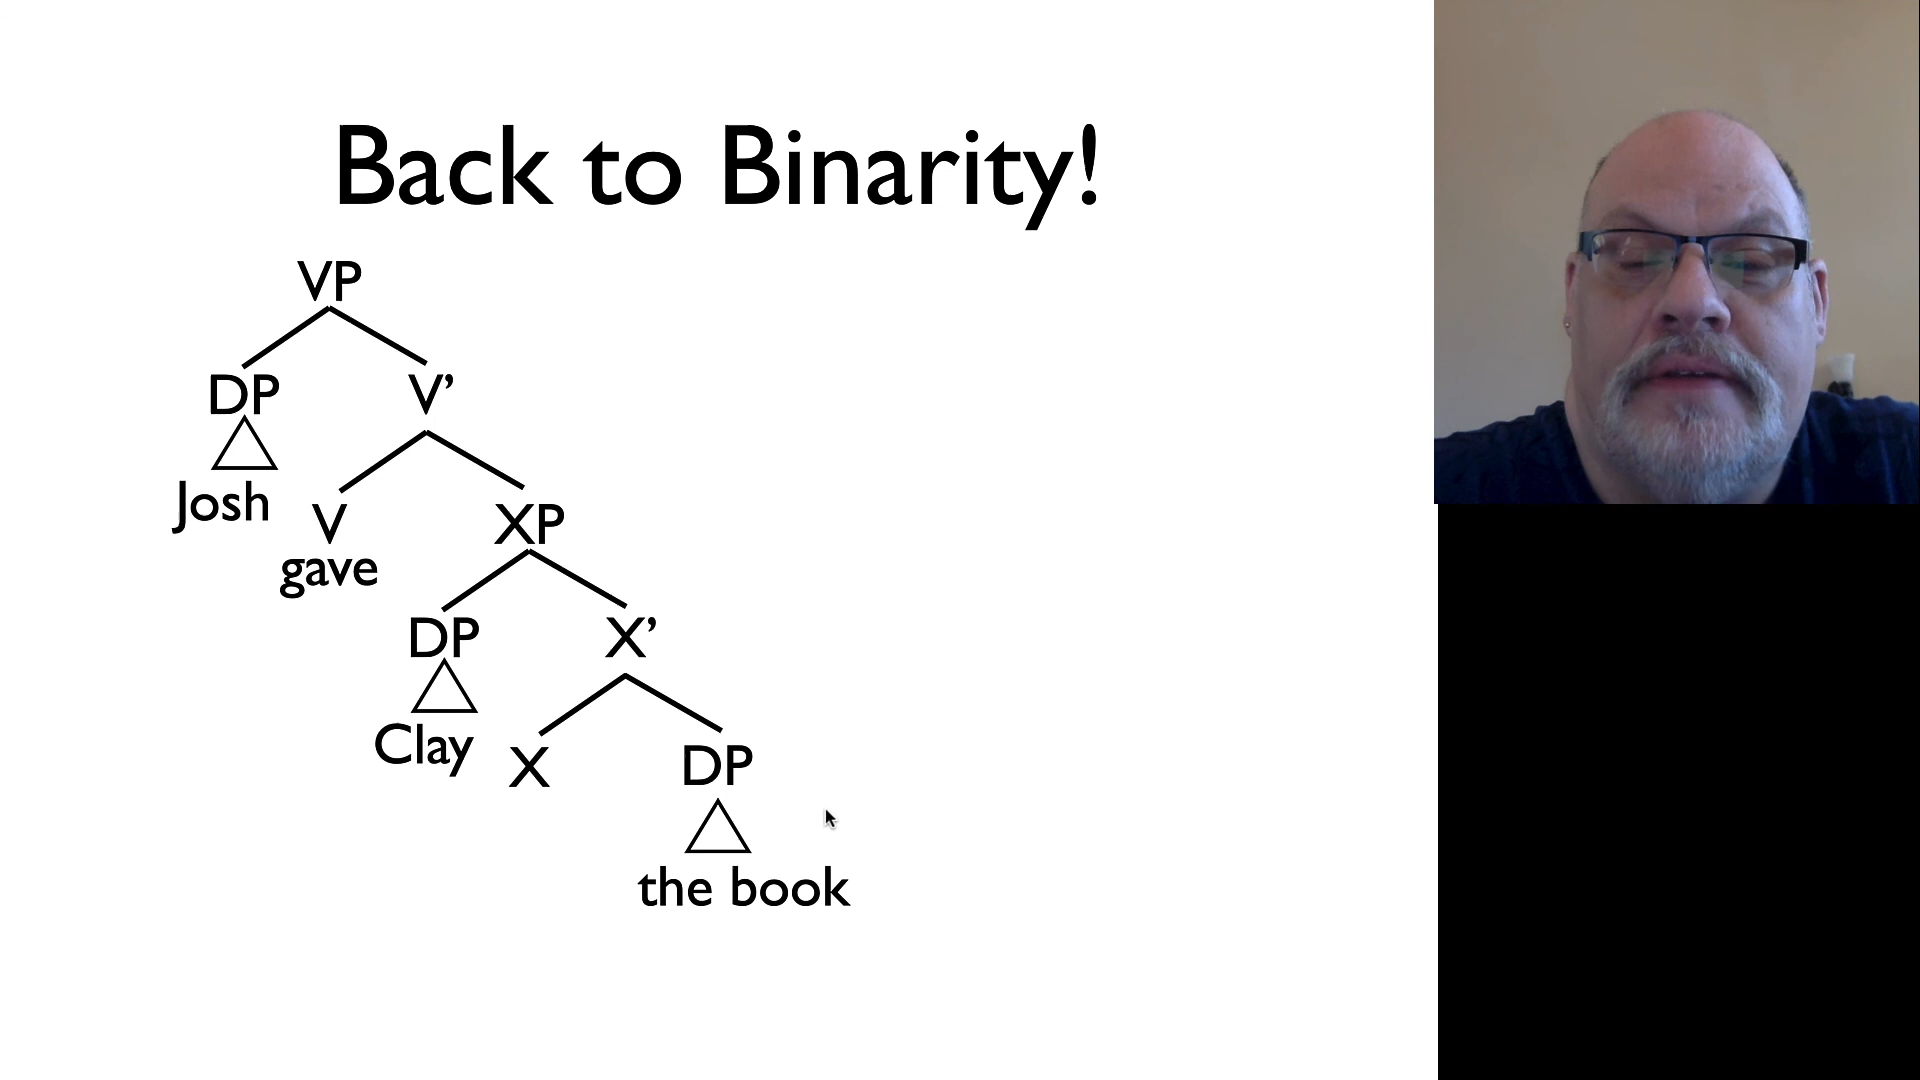 Back to Binarity!
VP
DP V’
Josh V XP
gave
DP X’
Clay X DP
the book